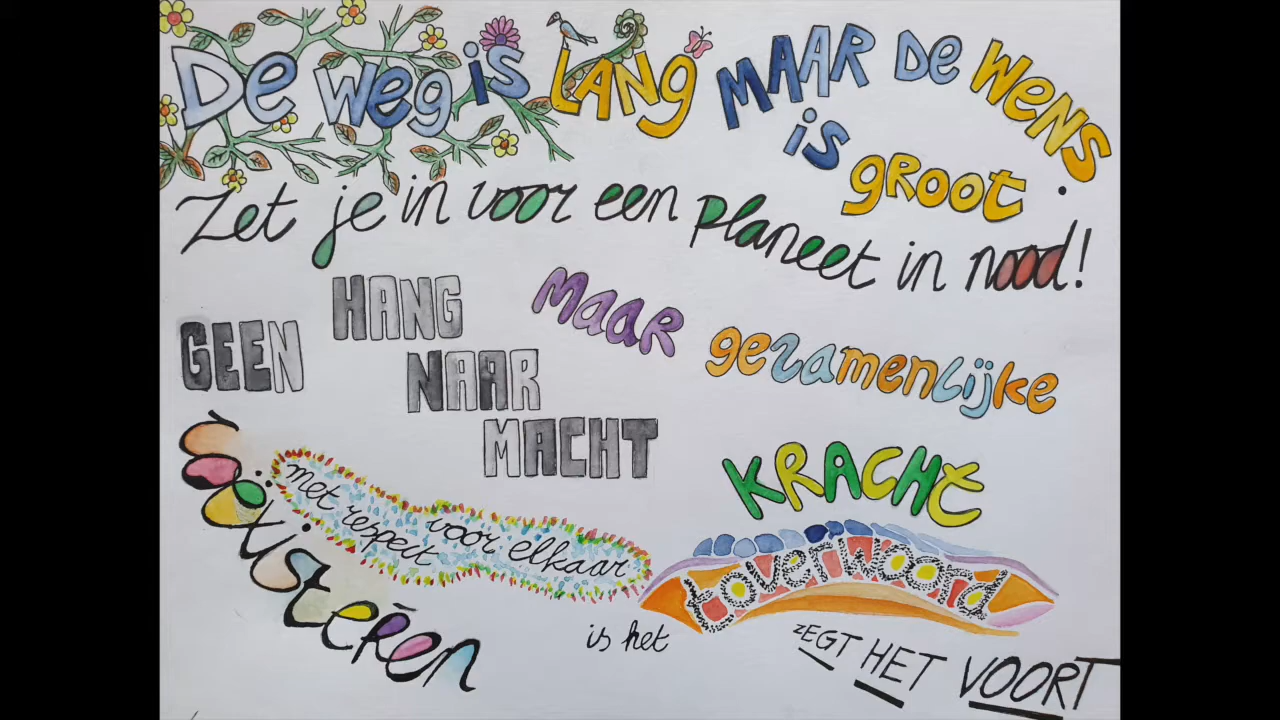 De weg is LANG MAAR De WENS
is GROOT.
Zet je in voor een planeet in nood!
GEEN HANG NAAR MACHT
MaaR gezamenlijke
KRACHt
Coëxisteren
met respect voor elkaar
is het toverwoord
ZEGT HET VOORT